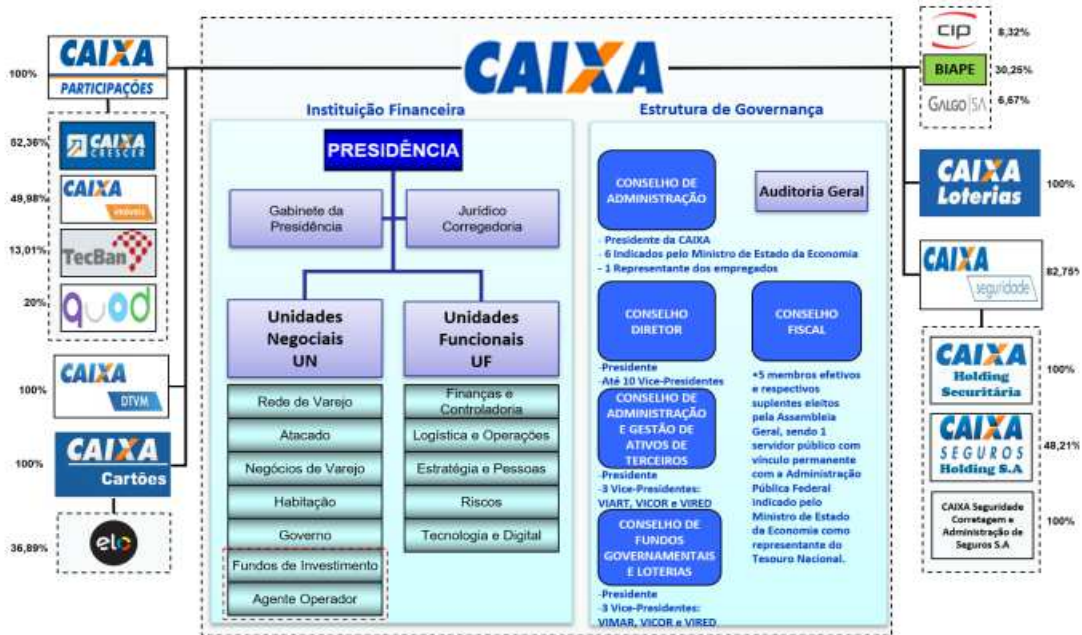 CAIXA
PARTICIPAÇÕES
100%
62,36%
CAIXA
CRESCER
49,98%
CAIXA
imóveis
13,01%
TecBan
20%
quod
100%
CAIXA
DTVM
100%
CAIXA
Cartões
36,89%
elo
CAIXA
Instituição Financeira
PRESIDÊNCIA
Gabinete da
Presidência
Jurídico
Corregedoria
Unidades
Negociais
UN
Unidades
Funcionais
UF
Rede de Varejo
Atacado
Negócios de Varejo
Habitação
Governo
Fundos de Investimento
Agente Operador
Finanças e
Controladoria
Logística e Operações
Estratégia e Pessoas
Riscos
Tecnologia e Digital
Estrutura de Governança
CONSELHO DE
ADMINISTRAÇÃO
Auditoria Geral
- Presidente da CAIXA
- 6 Indicados pelo Ministro de Estado da Economia
- 1 Representante dos empregados
CONSELHO
DIRETOR
-Presidente
-Até 10 Vice-Presidentes
CONSELHO DE
ADMINISTRAÇÃO
E GESTÃO DE
ATIVOS DE
TERCEIROS
-Presidente
-3 Vice-Presidentes:
VIART, VICOR e VIRED
CONSELHO DE
FUNDOS
GOVERNAMENTAIS
E LOTERIAS
-Presidente
-3 Vice-Presidentes:
VIMAR, VICOR e VIRED
CONSELHO
FISCAL
•5 membros efetivos
e respectivos
suplentes eleitos
pela Assembleia
Geral, sendo 1
servidor público com
vínculo permanente
com a Administração
Pública Federal
indicado pelo
Ministro de Estado
da Economia como
representante do
Tesouro Nacional.
cip
8,32%
BIAPE
30,25%
GALGO|SA
6,67%
CAIXA
Loterias
100%
CAIXA
seguridade
82,75%
CAIXA
Holding
Securitária
100%
CAIXA
SEGUROS
Holding S.A
48,21%
CAIXA Seguridade
Corretagem e
Administração de
Seguros S.A
100%